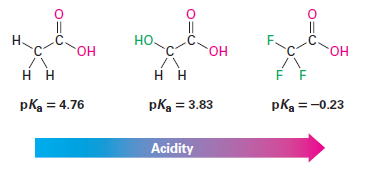 O O O
H C HO C F C
C OH C OH C OH
H H H H F F
pKa = 4.76 pKa = 3.83 pKa = –0.23
Acidity